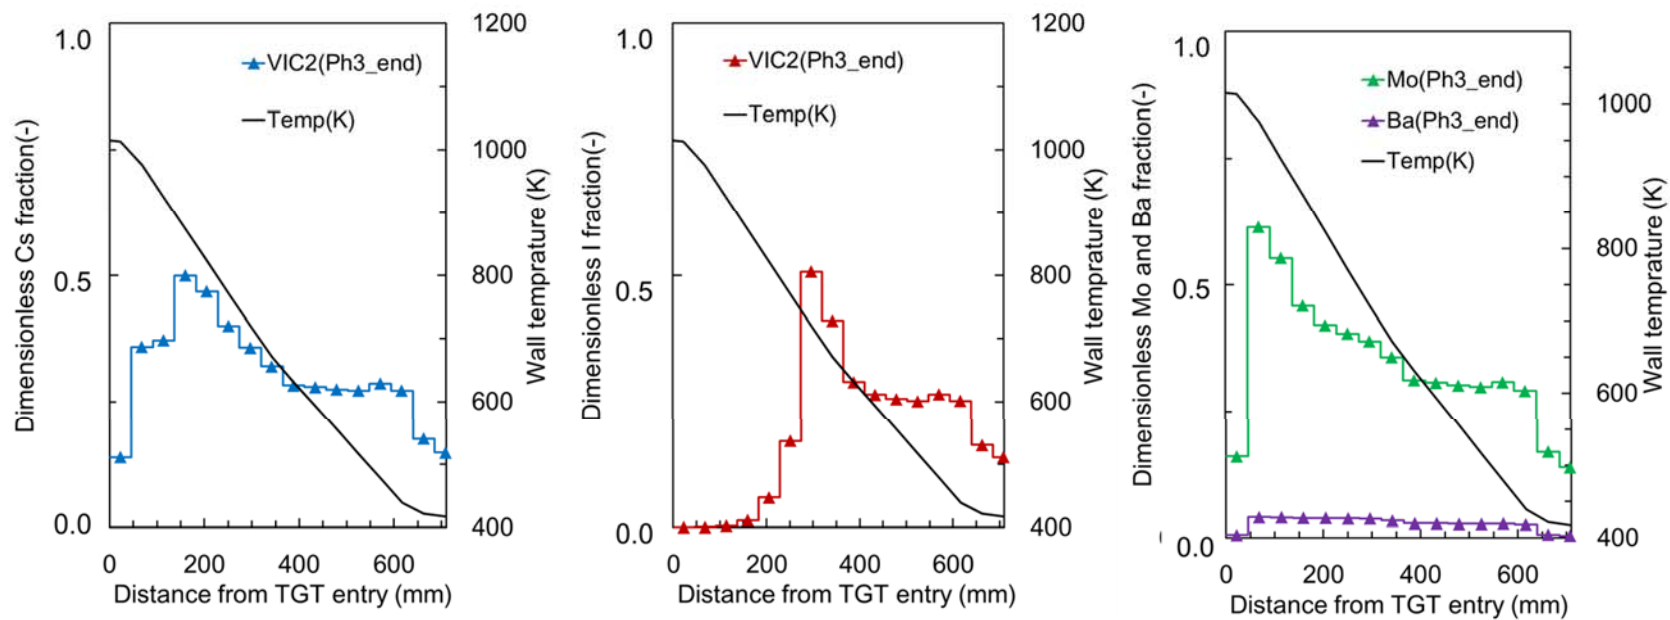 1.0
0.5
0.0
Dimensionless Cs fraction(-)
VIC2(Ph3_end)
Temp(K)
1200
1000
800
600
400
Wall temprature (K)
0 200 400 600
Distance from TGT entry (mm)
1.0
0.5
0.0
Dimensionless I fraction(-)
VIC2(Ph3_end)
Temp(K)
1200
1000
800
600
400
Wall temprature (K)
0 200 400 600
Distance from TGT entry (mm)
1.0
0.5
0.0
Dimensionless Mo and Ba fraction(-)
Mo(Ph3_end)
Ba(Ph3_end)
Temp(K)
1000
800
600
400
Wall temprature (K)
0 200 400 600
Distance from TGT entry (mm)